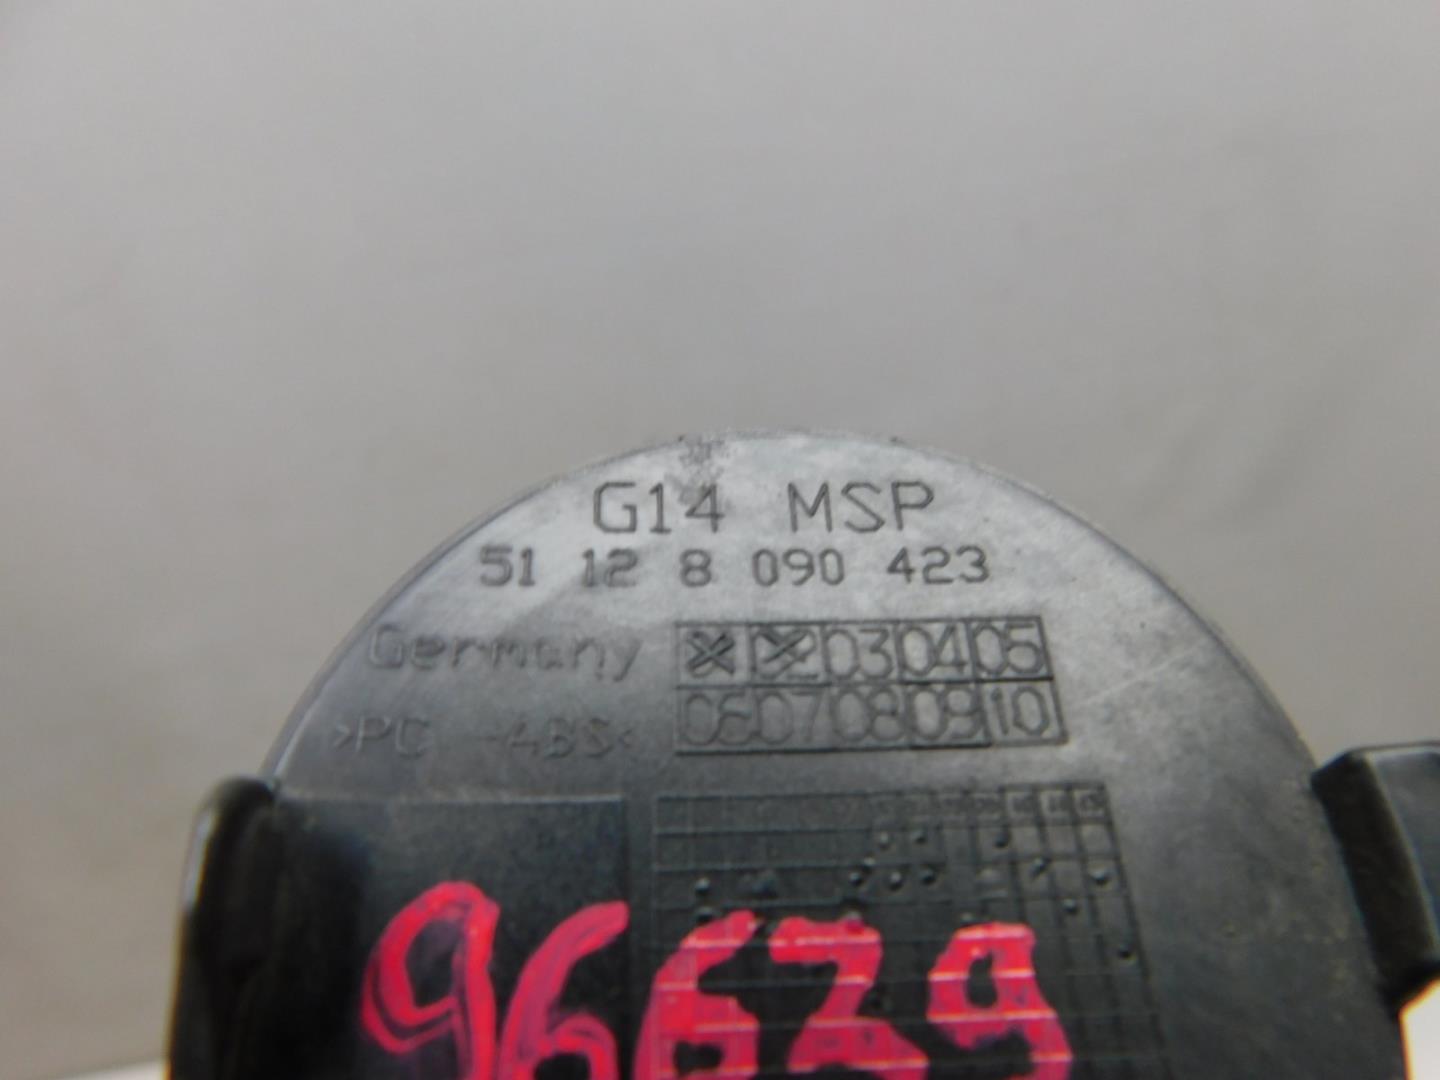 G14 MSP
51 12 8 090 423
Germany 02 03 04 05
>PC -ABS< 06 07 08 09 10
96639